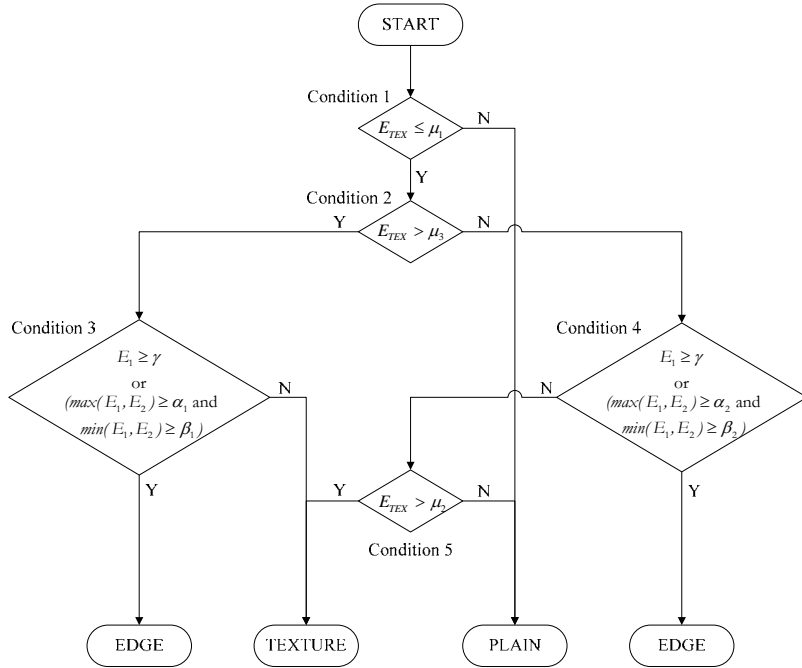 START
Condition 1
E_TEX ≤ μ_1
N
Y
Condition 2
E_TEX > μ_3
Y
N
Condition 3
E_1 ≥ γ
or
(max(E_1, E_2) ≥ α_1 and
min(E_1, E_2) ≥ β_1)
N
Y
Condition 4
E_1 ≥ γ
or
(max(E_1, E_2) ≥ α_2 and
min(E_1, E_2) ≥ β_2)
N
Y
E_TEX > μ_2
Y
N
Condition 5
EDGE
TEXTURE
PLAIN
EDGE